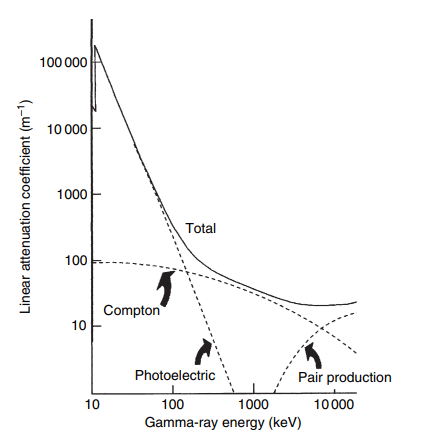 Linear attenuation coefficient (m⁻¹)
100 000
10 000
1000
100
10
Total
Compton
Photoelectric
Pair production
10
100
1000
10 000
Gamma-ray energy (keV)